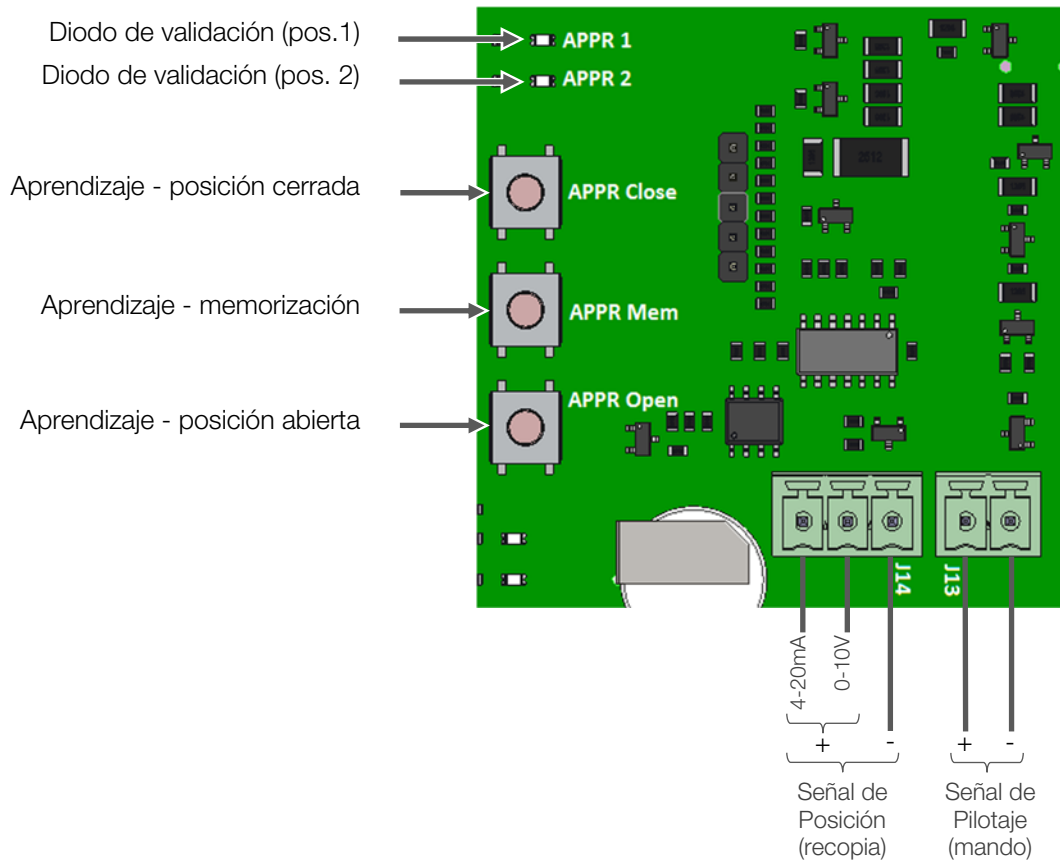 Diodo de validación (pos.1)
APPR 1
Diodo de validación (pos. 2)
APPR 2
Aprendizaje - posición cerrada
APPR Close
2512
Aprendizaje - memorización
APPR Mem
Aprendizaje - posición abierta
APPR Open
J14
J13
4-20mA
0-10V
+
-
+
-
Señal de
Posición
(recopia)
Señal de
Pilotaje
(mando)